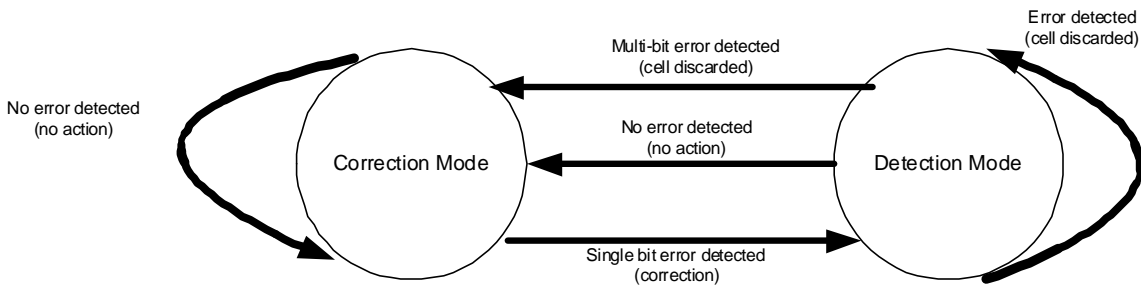 Error detected
(cell discarded)
Multi-bit error detected
(cell discarded)
No error detected
(no action)
No error detected
(no action)
Correction Mode
Detection Mode
Single bit error detected
(correction)